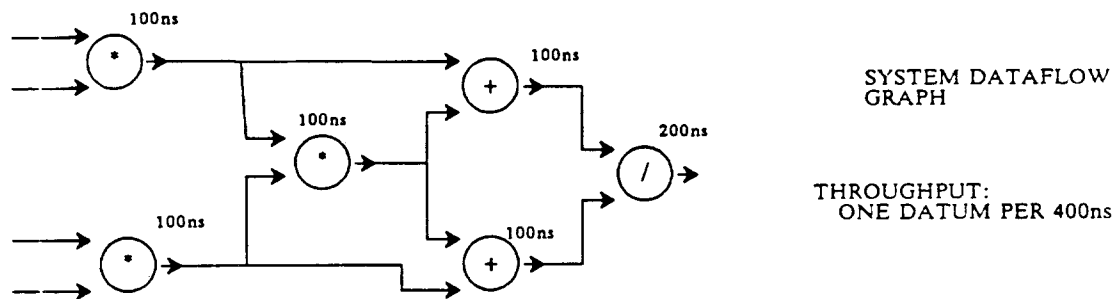 100ns
*
100ns
+
SYSTEM DATAFLOW
GRAPH
100ns
*
200ns
/
THROUGHPUT:
ONE DATUM PER 400ns
100ns
*
100ns
+